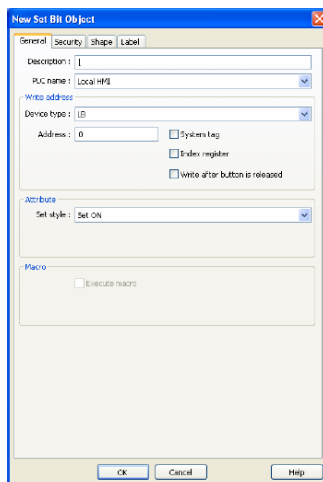 New Set Bit Object
General Security Shape Label
Description :
PLC name : Local HMI
Write address
Device type : LB
Address : 0 System tag
Index register
Write after button is released
Attribute
Set style : Set ON
Macro
Execute macro
OK Cancel Help